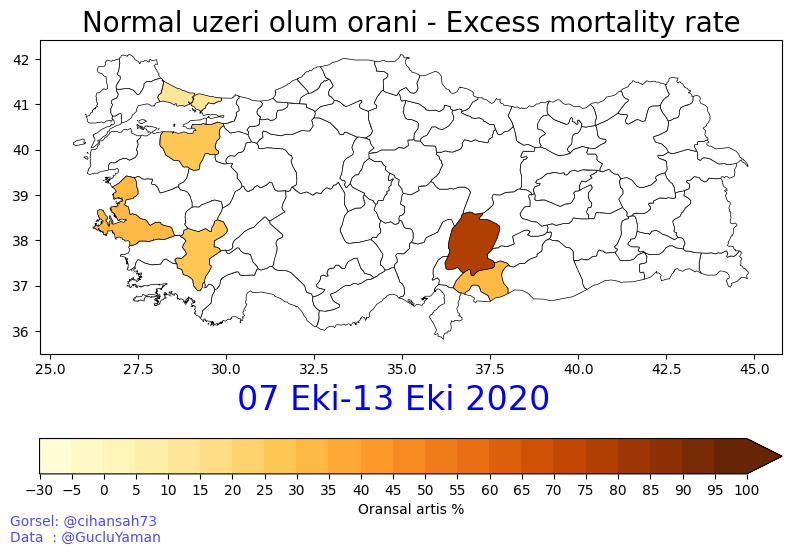 Normal uzeri olum orani - Excess mortality rate
42
41
40
39
38
37
36
25.0 27.5 30.0 32.5 35.0 37.5 40.0 42.5 45.0
07 Eki-13 Eki 2020
−30 −5 0 5 10 15 20 25 30 35 40 45 50 55 60 65 70 75 80 85 90 95 100
Oransal artis %
Gorsel: @cihansah73
Data : @GucluYaman